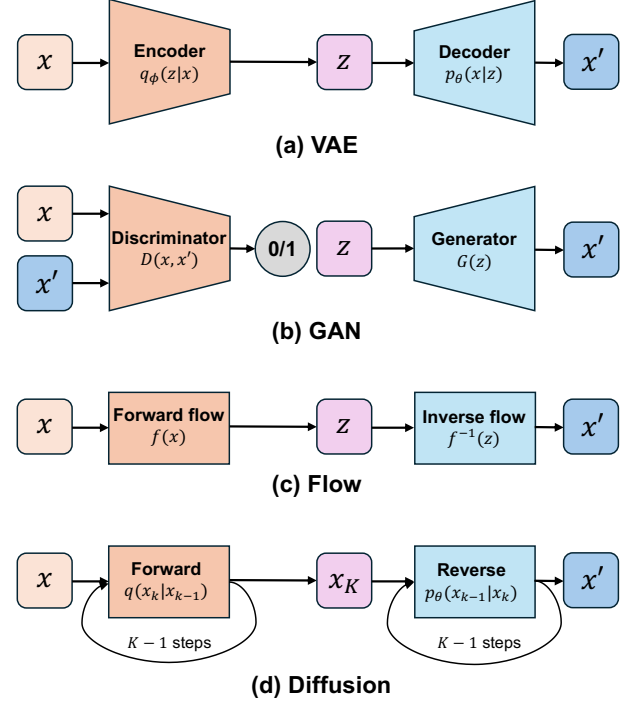 x
Encoder
q_ϕ(z|x)
z
Decoder
p_θ(x|z)
x′
(a) VAE
x
x′
Discriminator
D(x, x′)
0/1
z
Generator
G(z)
x′
(b) GAN
x
Forward flow
f(x)
z
Inverse flow
f⁻¹(z)
x′
(c) Flow
x
Forward
q(x_k|x_{k−1})
K − 1 steps
x_K
Reverse
p_θ(x_{k−1}|x_k)
K − 1 steps
x′
(d) Diffusion